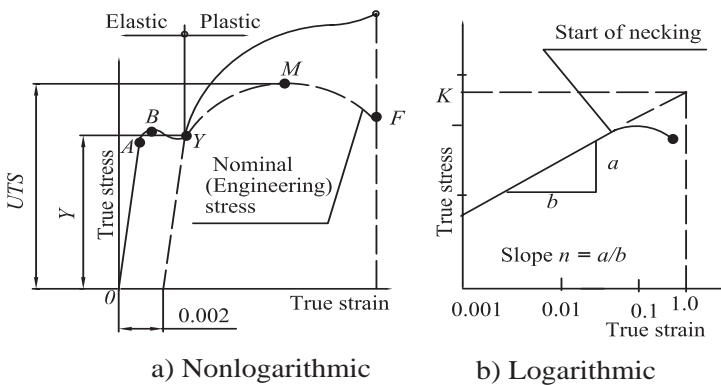 Elastic Plastic
M
B
A
Y
F
UTS
Y
True stress
Nominal
(Engineering)
stress
0
True strain
0.002
a) Nonlogarithmic
Start of necking
K
True stress
a
b
Slope n = a/b
0.001
0.01
0.1
1.0
True strain
b) Logarithmic